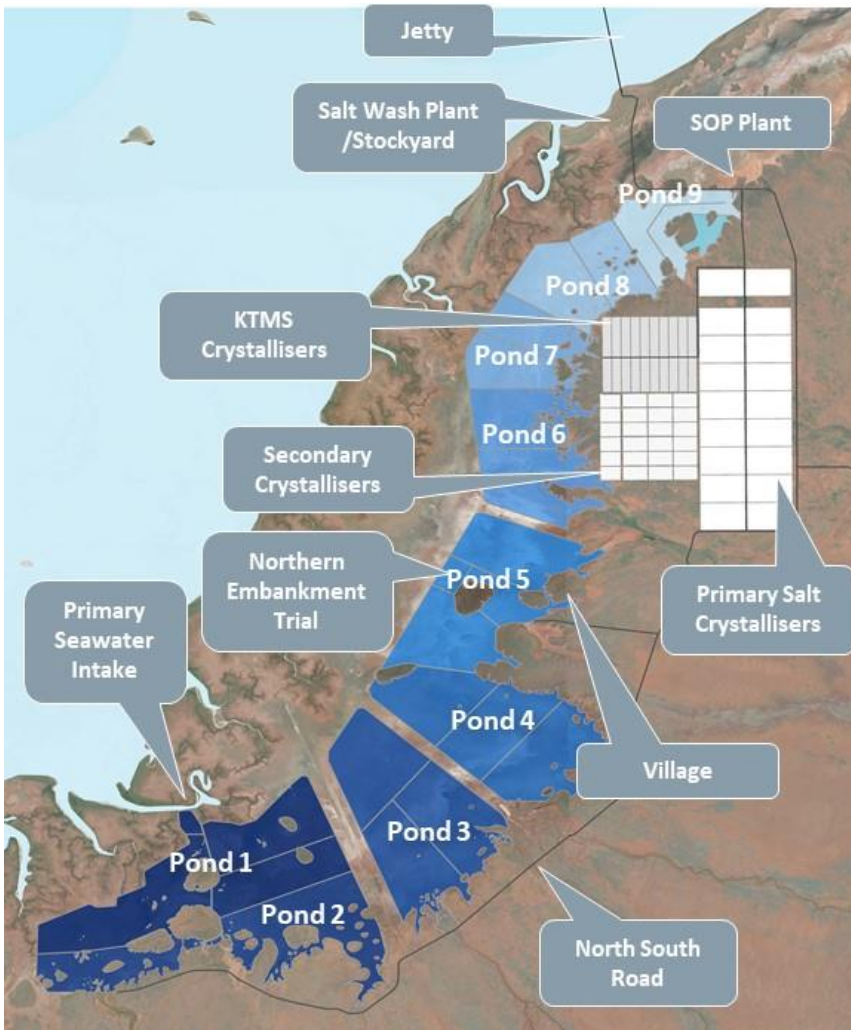 Jetty
Salt Wash Plant
/Stockyard
SOP Plant
Pond 9
Pond 8
KTMS
Crystallisers
Pond 7
Pond 6
Secondary
Crystallisers
Northern
Embankment
Trial
Pond 5
Primary Salt
Crystallisers
Primary
Seawater
Intake
Pond 4
Village
Pond 3
Pond 1
Pond 2
North South
Road